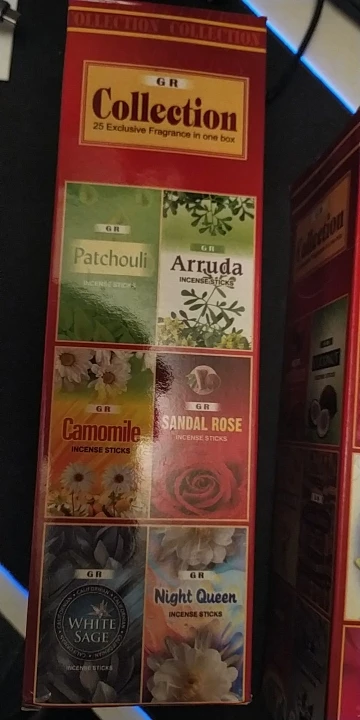 COLLECTION COLLECTION
GR
Collection
25 Exclusive Fragrance in one box
GR
Patchouli
INCENSE STICKS
GR
Arruda
INCENSE STICKS
GR
Camomile
INCENSE STICKS
GR
SANDAL ROSE
INCENSE STICKS
GR
CALIFORNIAN
WHITE
SAGE
INCENSE STICKS
GR
Night Queen
INCENSE STICKS
Collection